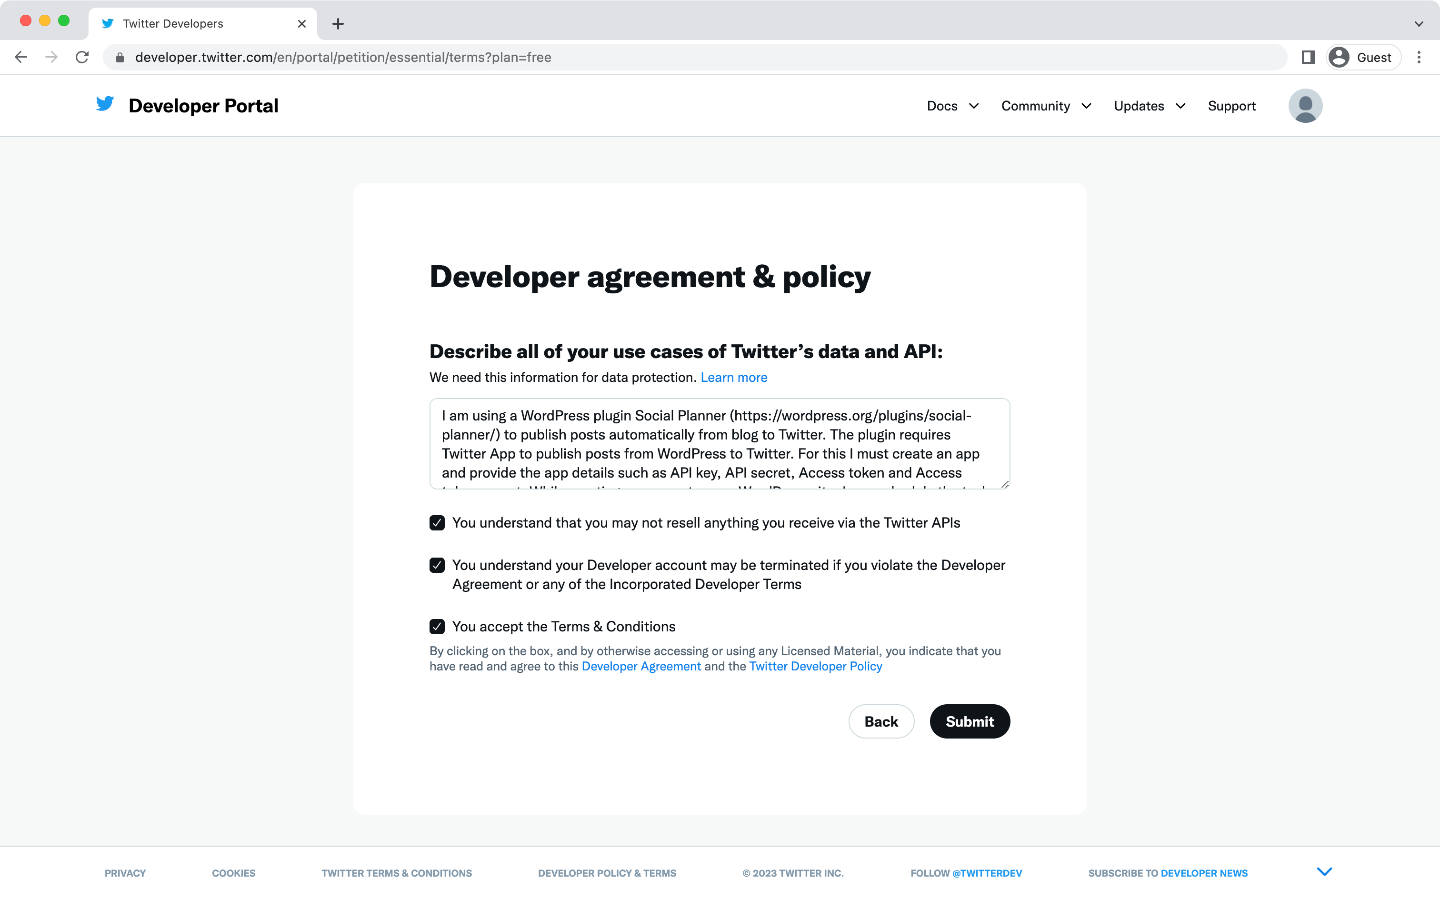 Twitter Developers
developer.twitter.com/en/portal/petition/essential/terms?plan=free
Guest
Developer Portal
Docs
Community
Updates
Support
Developer agreement & policy
Describe all of your use cases of Twitter’s data and API:
We need this information for data protection. Learn more
I am using a WordPress plugin Social Planner (https://wordpress.org/plugins/social-
planner/) to publish posts automatically from blog to Twitter. The plugin requires
Twitter App to publish posts from WordPress to Twitter. For this I must create an app
and provide the app details such as API key, API secret, Access token and Access
You understand that you may not resell anything you receive via the Twitter APIs
You understand your Developer account may be terminated if you violate the Developer
Agreement or any of the Incorporated Developer Terms
You accept the Terms & Conditions
By clicking on the box, and by otherwise accessing or using any Licensed Material, you indicate that you
have read and agree to this Developer Agreement and the Twitter Developer Policy
Back
Submit
PRIVACY
COOKIES
TWITTER TERMS & CONDITIONS
DEVELOPER POLICY & TERMS
© 2023 TWITTER INC.
FOLLOW @TWITTERDEV
SUBSCRIBE TO DEVELOPER NEWS